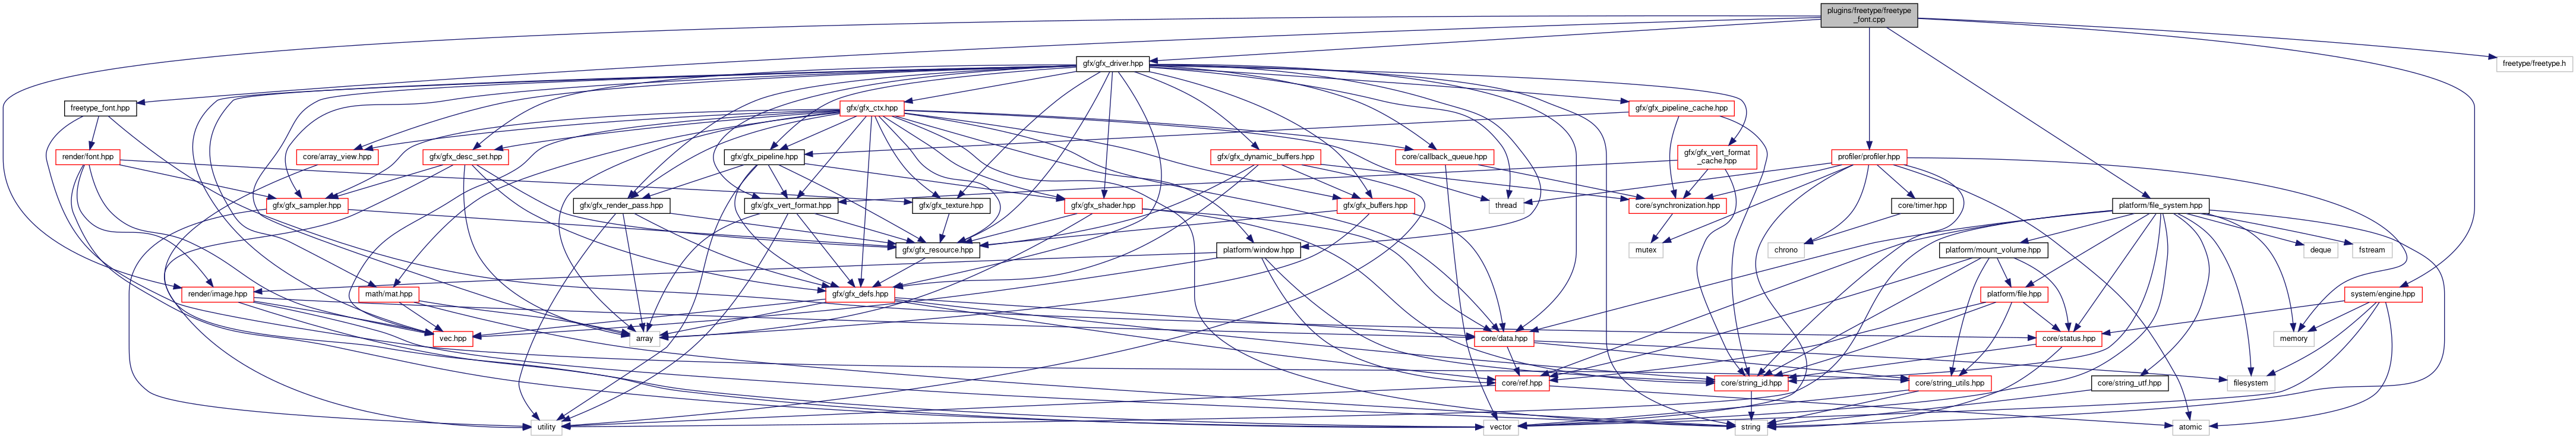 plugins/freetype/freetype
_font.cpp
gfx/gfx_driver.hpp
freetype/freetype.h
freetype_font.hpp
gfx/gfx_ctx.hpp
gfx/gfx_pipeline_cache.hpp
render/font.hpp
core/array_view.hpp
gfx/gfx_desc_set.hpp
gfx/gfx_pipeline.hpp
gfx/gfx_dynamic_buffers.hpp
core/callback_queue.hpp
gfx/gfx_vert_format
_cache.hpp
profiler/profiler.hpp
gfx/gfx_sampler.hpp
gfx/gfx_render_pass.hpp
gfx/gfx_vert_format.hpp
gfx/gfx_texture.hpp
gfx/gfx_shader.hpp
gfx/gfx_buffers.hpp
thread
core/synchronization.hpp
core/timer.hpp
platform/file_system.hpp
gfx/gfx_resource.hpp
platform/window.hpp
mutex
chrono
platform/mount_volume.hpp
deque
fstream
render/image.hpp
math/mat.hpp
gfx/gfx_defs.hpp
platform/file.hpp
system/engine.hpp
vec.hpp
array
core/data.hpp
core/status.hpp
memory
core/ref.hpp
core/string_id.hpp
core/string_utils.hpp
core/string_utf.hpp
filesystem
utility
vector
string
atomic